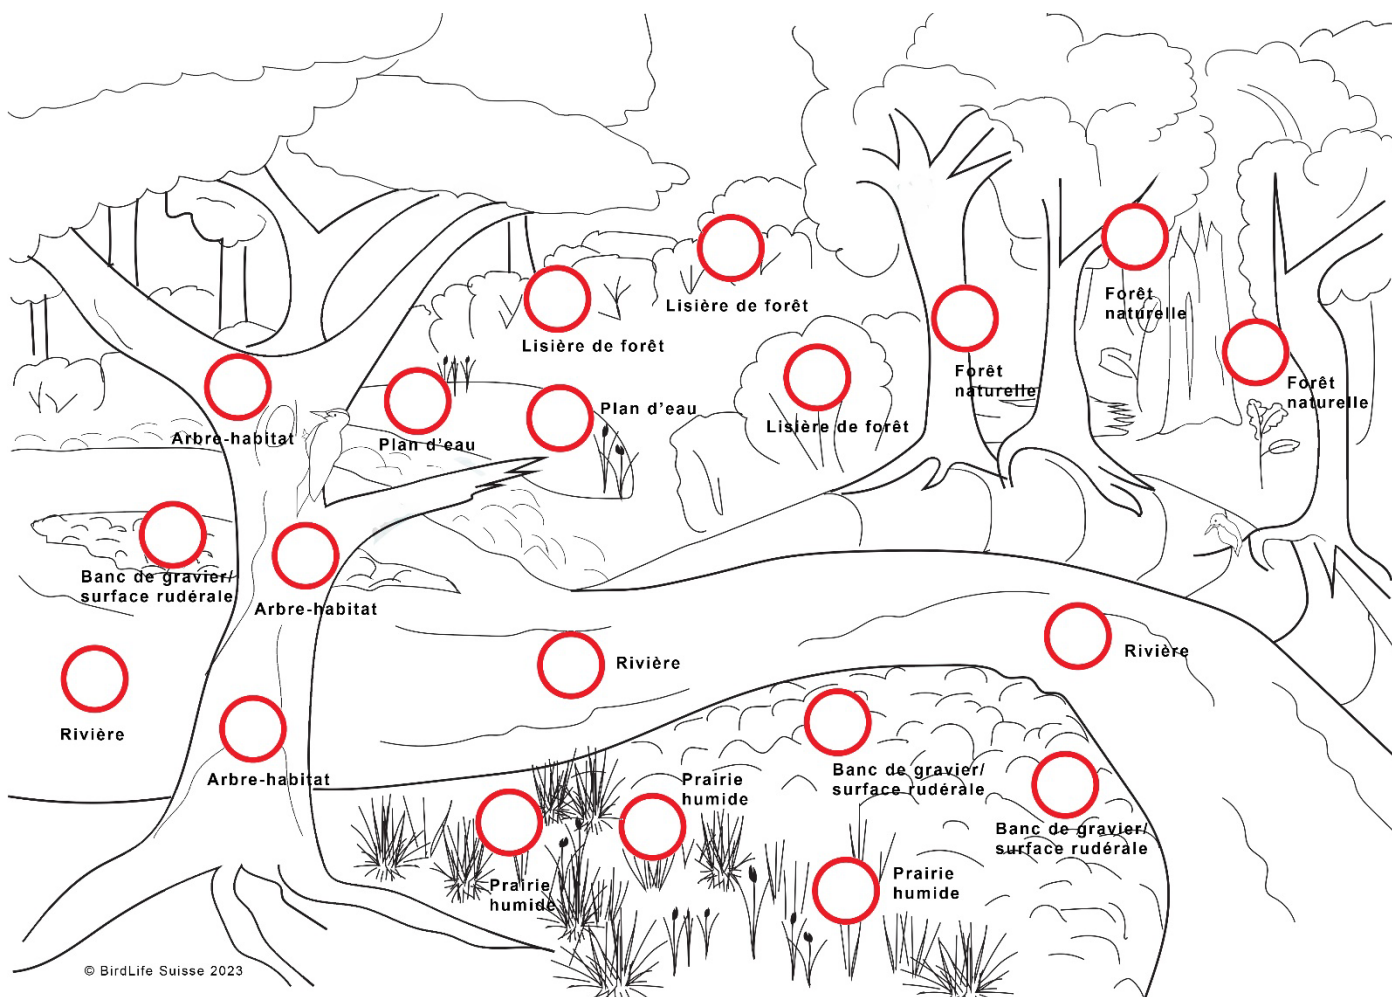 Lisière de forêt
Forêt
naturelle
Lisière de forêt
Forêt
naturelle
Forêt
naturelle
Plan d’eau
Lisière de forêt
Arbre-habitat
Plan d’eau
Banc de gravier/
surface rudérale
Arbre-habitat
Rivière
Rivière
Rivière
Arbre-habitat
Prairie
humide
Banc de gravier/
surface rudérale
Banc de gravier/
surface rudérale
Prairie
humide
Prairie
humide
© BirdLife Suisse 2023